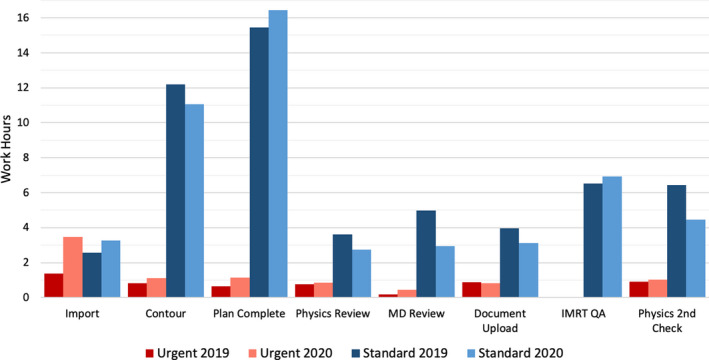 16
14
12
10
8
6
4
2
0
Work Hours
Import
Contour
Plan Complete
Physics Review
MD Review
Document
Upload
IMRT QA
Physics 2nd
Check
Urgent 2019
Urgent 2020
Standard 2019
Standard 2020